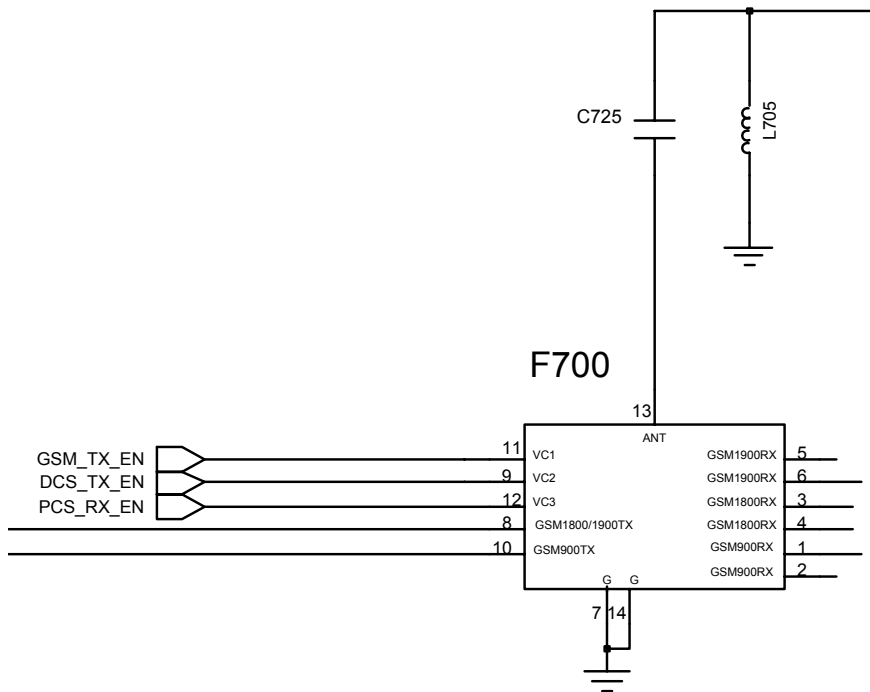 C725
L705
F700
13
ANT
GSM_TX_EN 11 VC1 GSM1900RX 5
DCS_TX_EN 9 VC2 GSM1900RX 6
PCS_RX_EN 12 VC3 GSM1800RX 3
8 GSM1800/1900TX GSM1800RX 4
10 GSM900TX GSM900RX 1
GSM900RX 2
G G
7 14